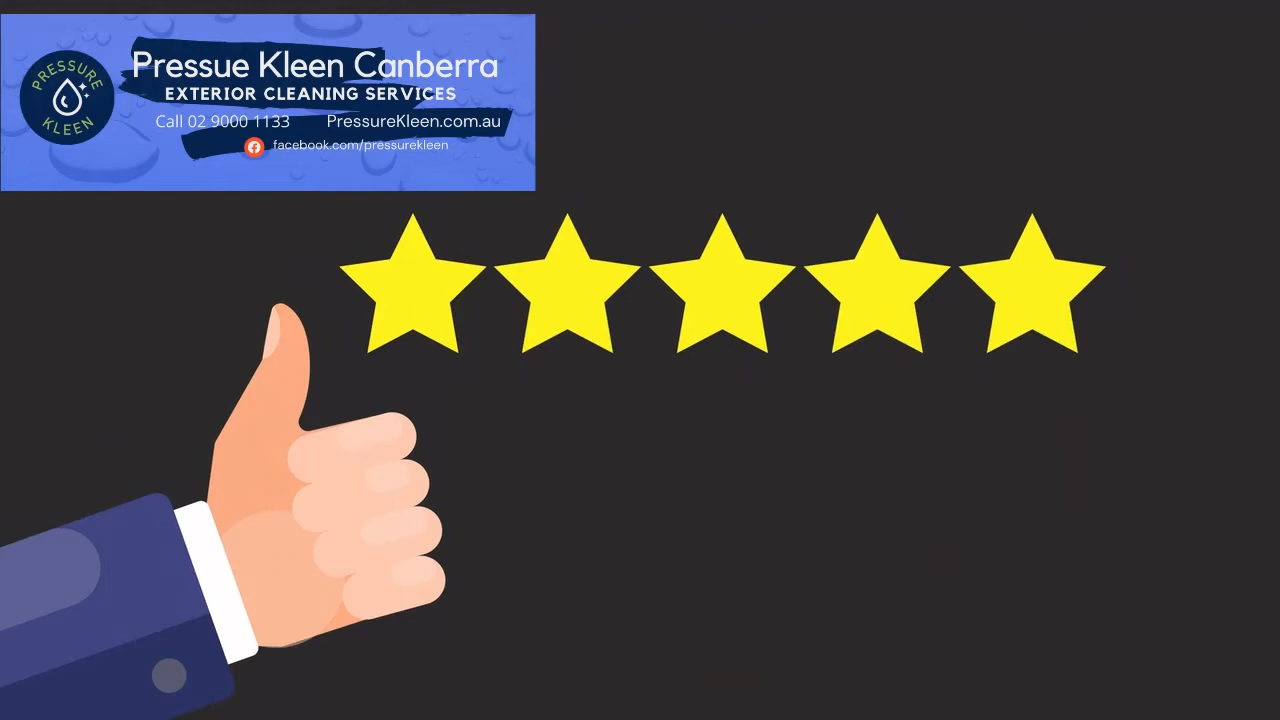 PRESSURE
KLEEN
Pressue Kleen Canberra
EXTERIOR CLEANING SERVICES
Call 02 9000 1133 PressureKleen.com.au
facebook.com/pressurekleen